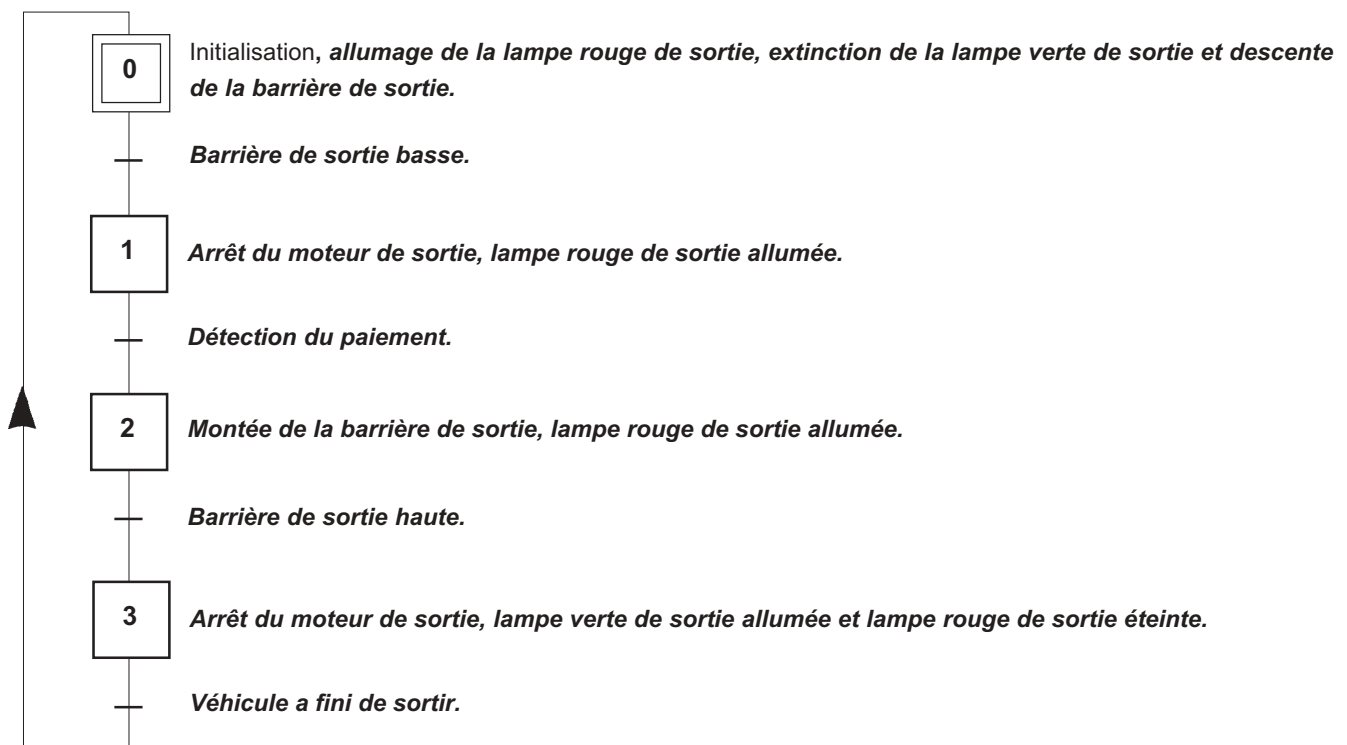 0
Initialisation, allumage de la lampe rouge de sortie, extinction de la lampe verte de sortie et descente
de la barrière de sortie.
Barrière de sortie basse.
1
Arrêt du moteur de sortie, lampe rouge de sortie allumée.
Détection du paiement.
2
Montée de la barrière de sortie, lampe rouge de sortie allumée.
Barrière de sortie haute.
3
Arrêt du moteur de sortie, lampe verte de sortie allumée et lampe rouge de sortie éteinte.
Véhicule a fini de sortir.